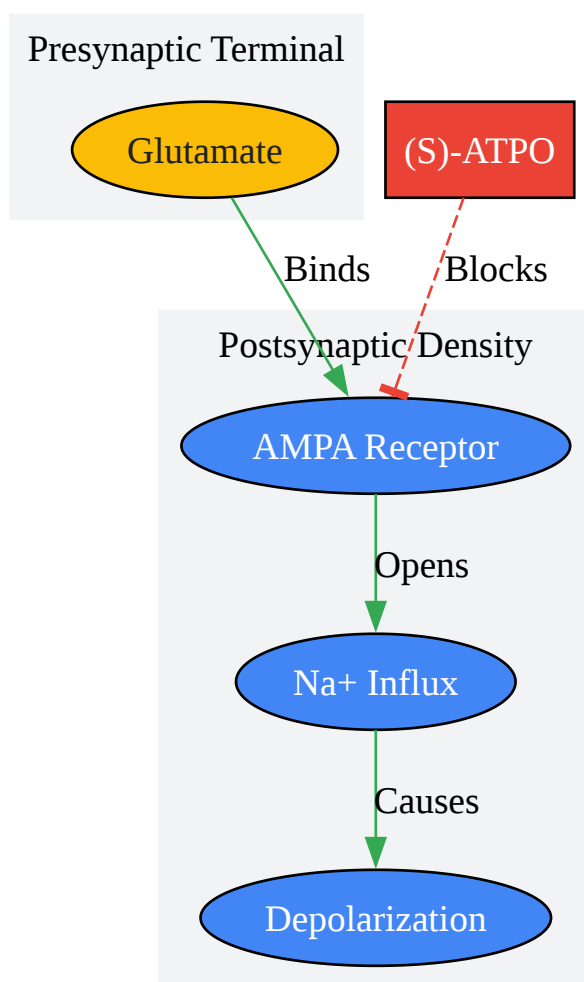 Presynaptic Terminal
Glutamate
(S)-ATPO
Binds
Blocks
Postsynaptic Density
AMPA Receptor
Opens
Na+ Influx
Causes
Depolarization